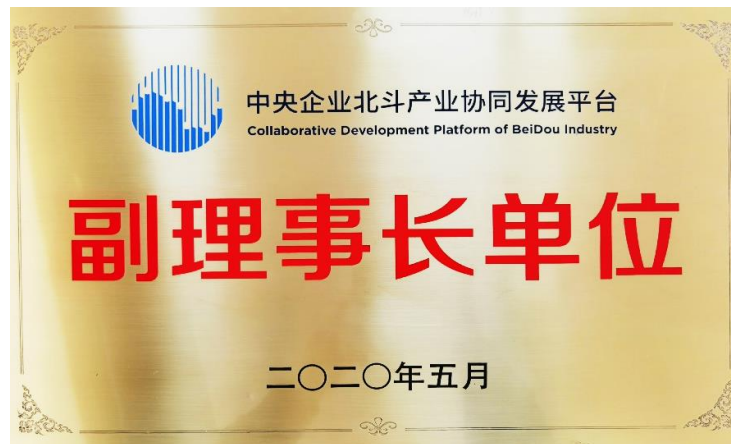 中央企业北斗产业协同发展平台
Collaborative Development Platform of BeiDou Industry
副理事长单位
二〇二〇年五月